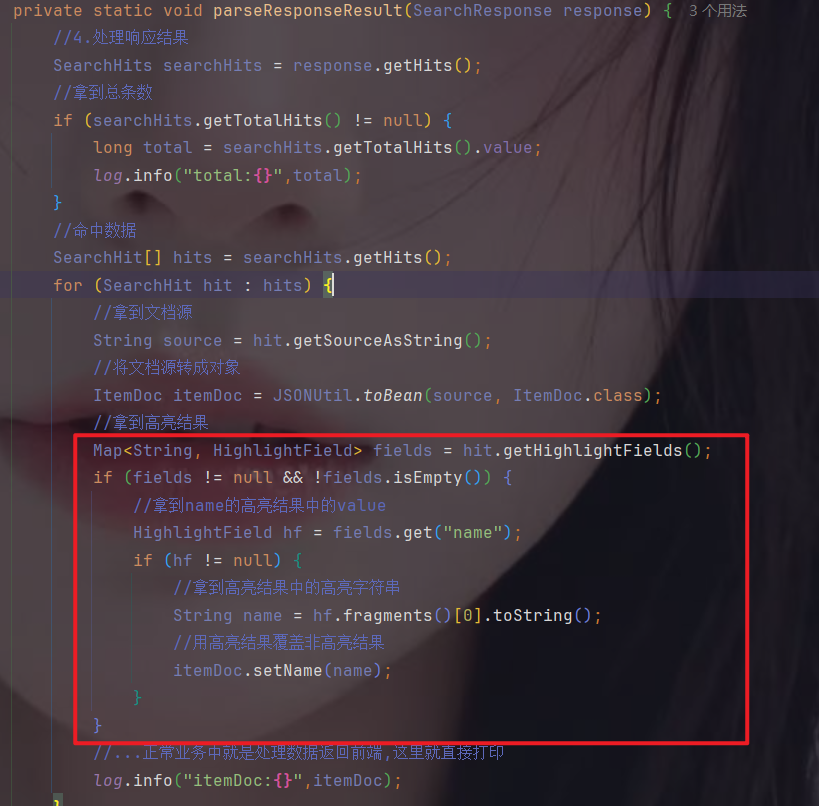 private static void parseResponseResult(SearchResponse response) { 3 个用法
//4.处理响应结果
SearchHits searchHits = response.getHits();
//拿到总条数
if (searchHits.getTotalHits() != null) {
long total = searchHits.getTotalHits().value;
log.info("total:{}",total);
}
//命中数据
SearchHit[] hits = searchHits.getHits();
for (SearchHit hit : hits) {
//拿到文档源
String source = hit.getSourceAsString();
//将文档源转成对象
ItemDoc itemDoc = JSONUtil.toBean(source, ItemDoc.class);
//拿到高亮结果
Map<String, HighlightField> fields = hit.getHighlightFields();
if (fields != null && !fields.isEmpty()) {
//拿到name的高亮结果中的value
HighlightField hf = fields.get("name");
if (hf != null) {
//拿到高亮结果中的高亮字符串
String name = hf.fragments()[0].toString();
//用高亮结果覆盖非高亮结果
itemDoc.setName(name);
}
}
//...正常业务中就是处理数据返回前端,这里就直接打印
log.info("itemDoc:{}",itemDoc);
}